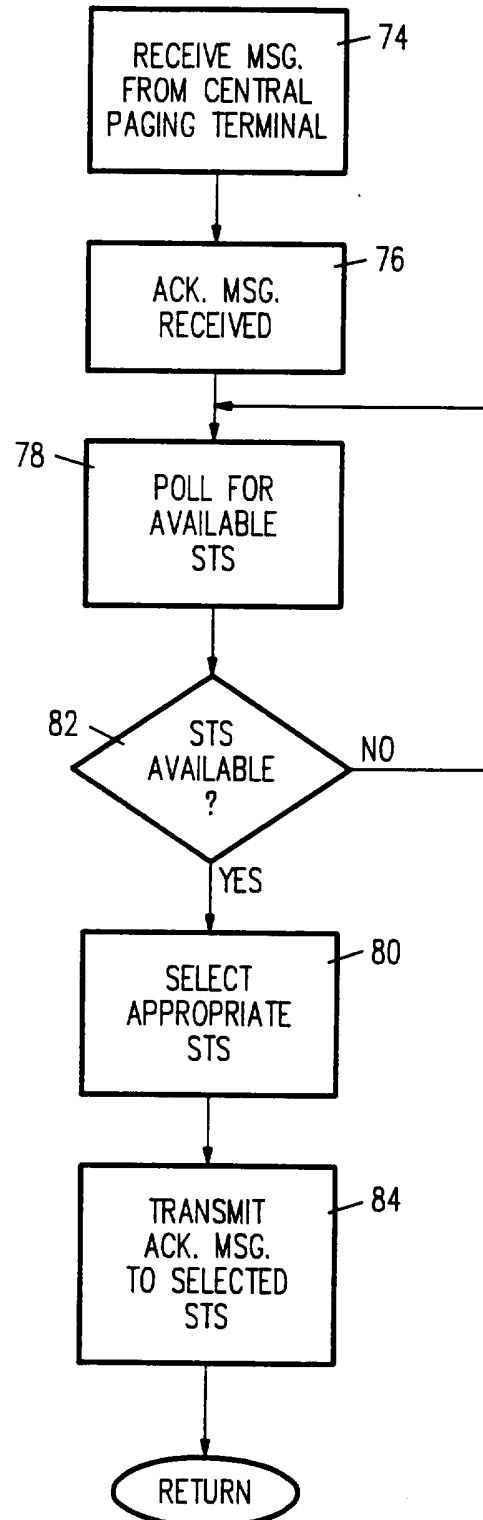 RECEIVE MSG.
FROM CENTRAL
PAGING TERMINAL
74
ACK. MSG.
RECEIVED
76
78
POLL FOR
AVAILABLE
STS
82
STS
AVAILABLE
?
NO
YES
SELECT
APPROPRIATE
STS
80
TRANSMIT
ACK. MSG.
TO SELECTED
STS
84
RETURN